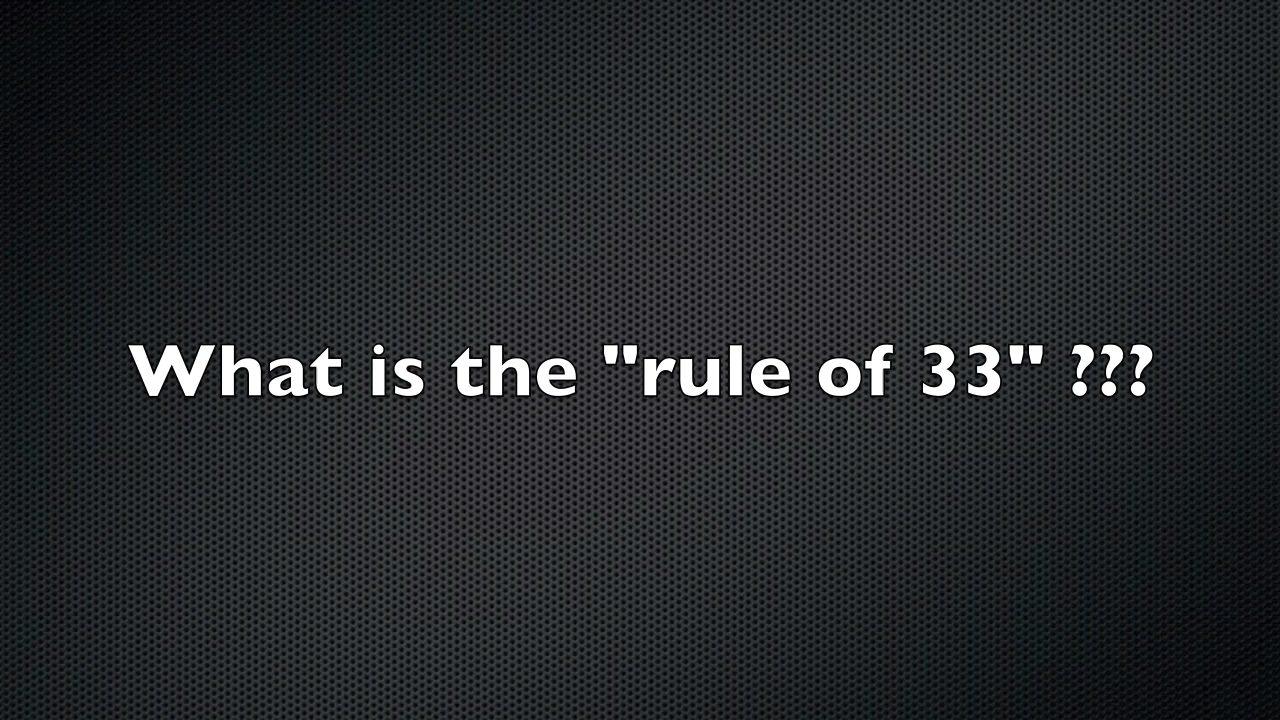 What is the "rule of 33" ???